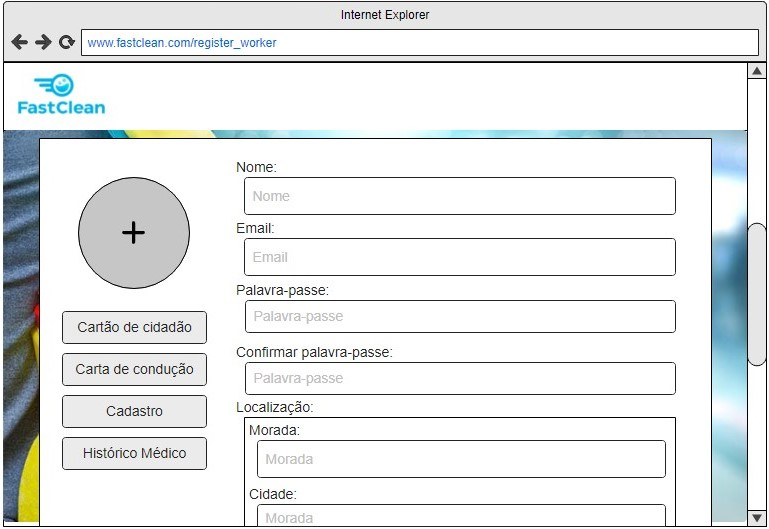 Internet Explorer
www.fastclean.com/register_worker
FastClean
Nome:
Nome
Email:
Email
Palavra-passe:
Palavra-passe
Confirmar palavra-passe:
Palavra-passe
Localização:
Morada:
Morada
Cidade:
Morada
Cartão de cidadão
Carta de condução
Cadastro
Histórico Médico